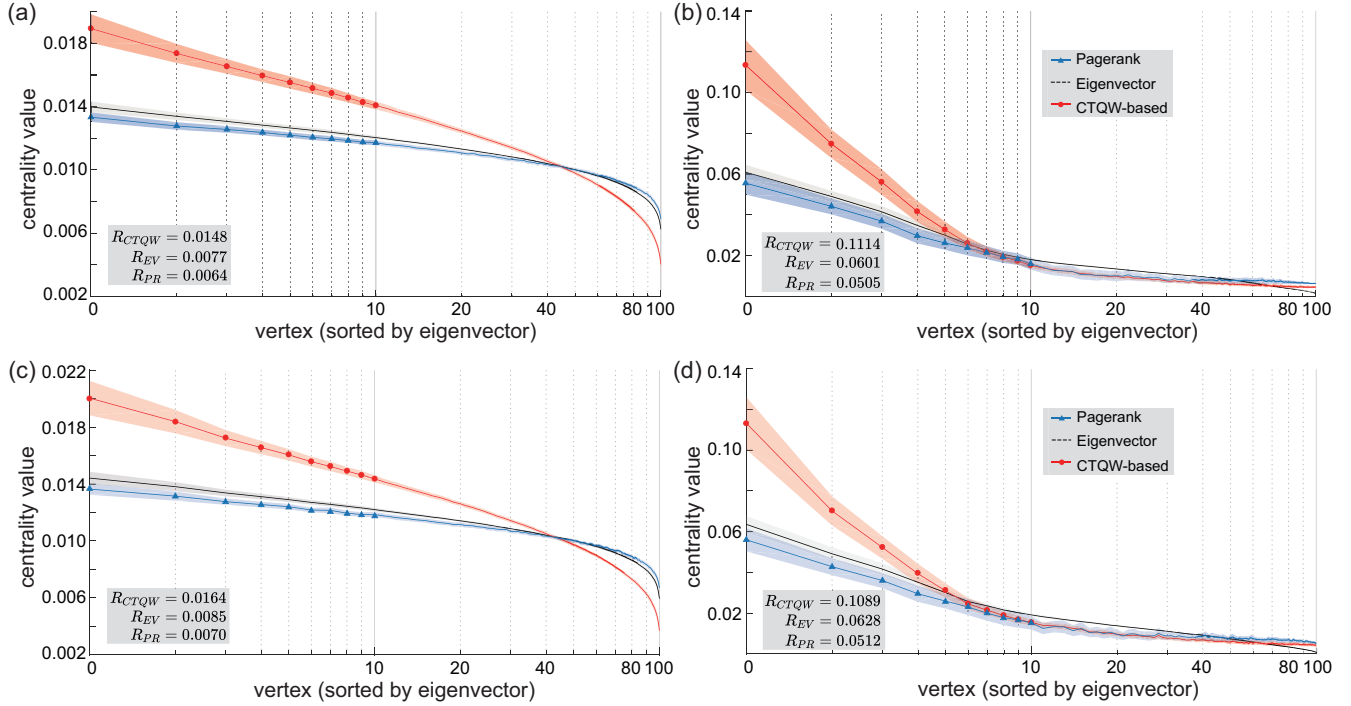 (a)
centrality value
0.018
0.014
0.010
0.006
0.002
R_CTQW = 0.0148
R_EV = 0.0077
R_PR = 0.0064
0 10 20 40 80 100
vertex (sorted by eigenvector)
(b)
centrality value
0.14
0.10
0.06
0.02
Pagerank
Eigenvector
CTQW-based
R_CTQW = 0.1114
R_EV = 0.0601
R_PR = 0.0505
0 10 20 40 80 100
vertex (sorted by eigenvector)
(c)
centrality value
0.022
0.018
0.014
0.010
0.006
0.002
R_CTQW = 0.0164
R_EV = 0.0085
R_PR = 0.0070
0 10 20 40 80 100
vertex (sorted by eigenvector)
(d)
centrality value
0.14
0.10
0.06
0.02
Pagerank
Eigenvector
CTQW-based
R_CTQW = 0.1089
R_EV = 0.0628
R_PR = 0.0512
0 10 20 40 80 100
vertex (sorted by eigenvector)